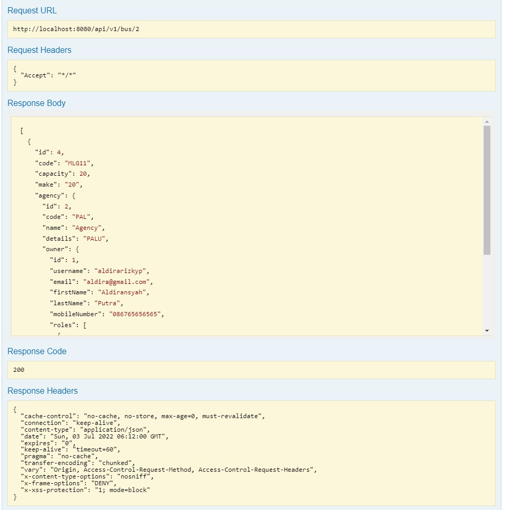 Request URL
http://localhost:8080/api/v1/bus/2
Request Headers
{
"Accept": "*/*"
}
Response Body
[
{
"id": 4,
"code": "MLG11",
"capacity": 20,
"make": "20",
"agency": {
"id": 2,
"code": "PAL",
"name": "Agency",
"details": "PALU",
"owner": {
"id": 1,
"username": "aldirarizkyp",
"email": "aldira@gmail.com",
"firstName": "Aldiransyah",
"lastName": "Putra",
"mobileNumber": "086765656565",
"roles": [
Response Code
200
Response Headers
{
"cache-control": "no-cache, no-store, max-age=0, must-revalidate",
"connection": "keep-alive",
"content-type": "application/json",
"date": "Sun, 03 Jul 2022 06:12:00 GMT",
"expires": "0",
"keep-alive": "timeout=60",
"pragma": "no-cache",
"transfer-encoding": "chunked",
"vary": "Origin, Access-Control-Request-Method, Access-Control-Request-Headers",
"x-content-type-options": "nosniff",
"x-frame-options": "DENY",
"x-xss-protection": "1; mode=block"
}